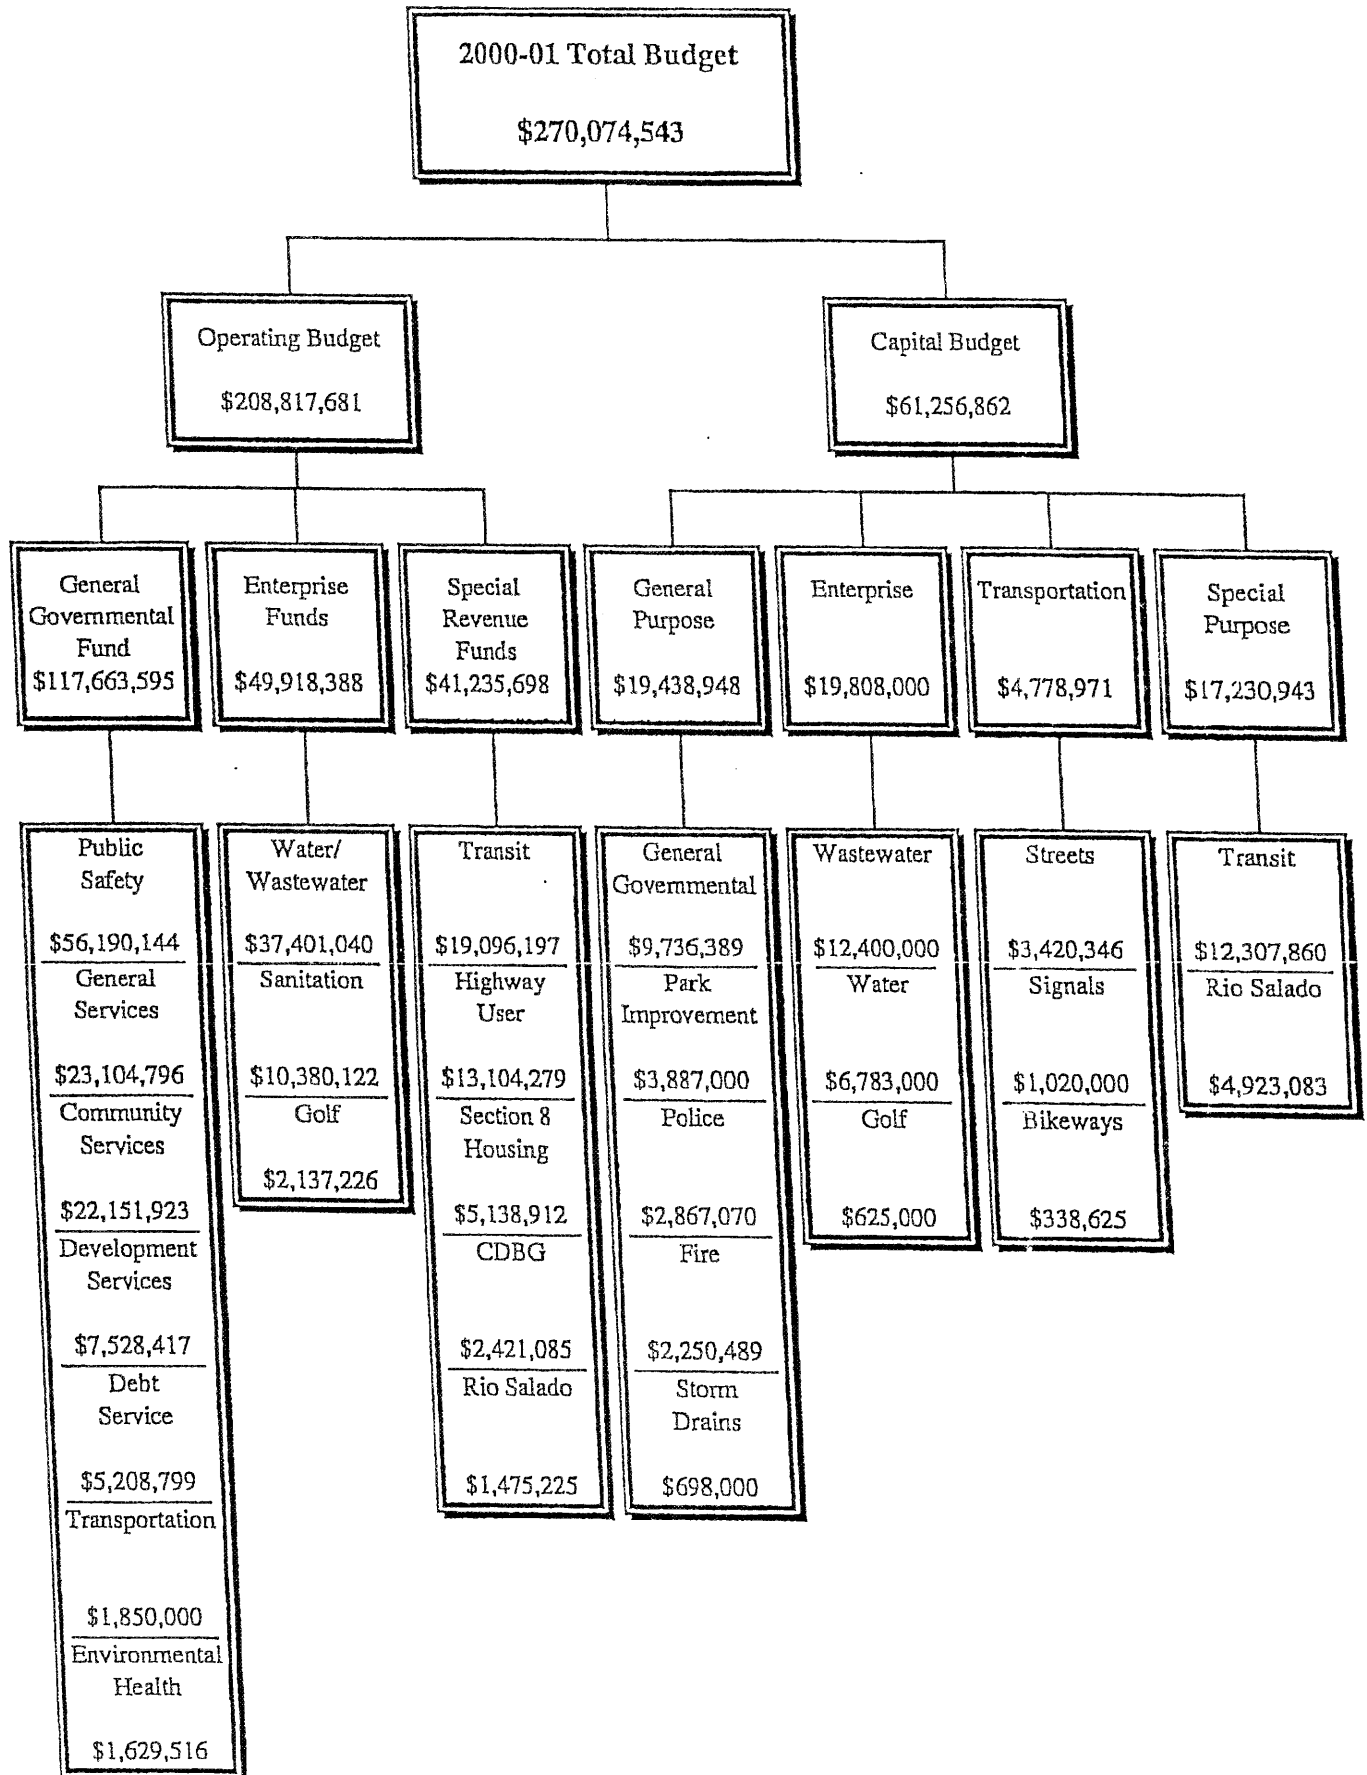 2000-01 Total Budget
$270,074,543
Operating Budget
$208,817,681
Capital Budget
$61,256,862
General
Governmental
Fund
$117,663,595
Enterprise
Funds
$49,918,388
Special
Revenue
Funds
$41,235,698
General
Purpose
$19,438,948
Enterprise
$19,808,000
Transportation
$4,778,971
Special
Purpose
$17,230,943
Public
Safety
$56,190,144
General
Services
$23,104,796
Community
Services
$22,151,923
Development
Services
$7,528,417
Debt
Service
$5,208,799
Transportation
$1,850,000
Environmental
Health
$1,629,516
Water/
Wastewater
$37,401,040
Sanitation
$10,380,122
Golf
$2,137,226
Transit
$19,096,197
Highway
User
$13,104,279
Section 8
Housing
$5,138,912
CDBG
$2,421,085
Rio Salado
$1,475,225
General
Governmental
$9,736,389
Park
Improvement
$3,887,000
Police
$2,867,070
Fire
$2,250,489
Storm
Drains
$698,000
Wastewater
$12,400,000
Water
$6,783,000
Golf
$625,000
Streets
$3,420,346
Signals
$1,020,000
Bikeways
$338,625
Transit
$12,307,860
Rio Salado
$4,923,083